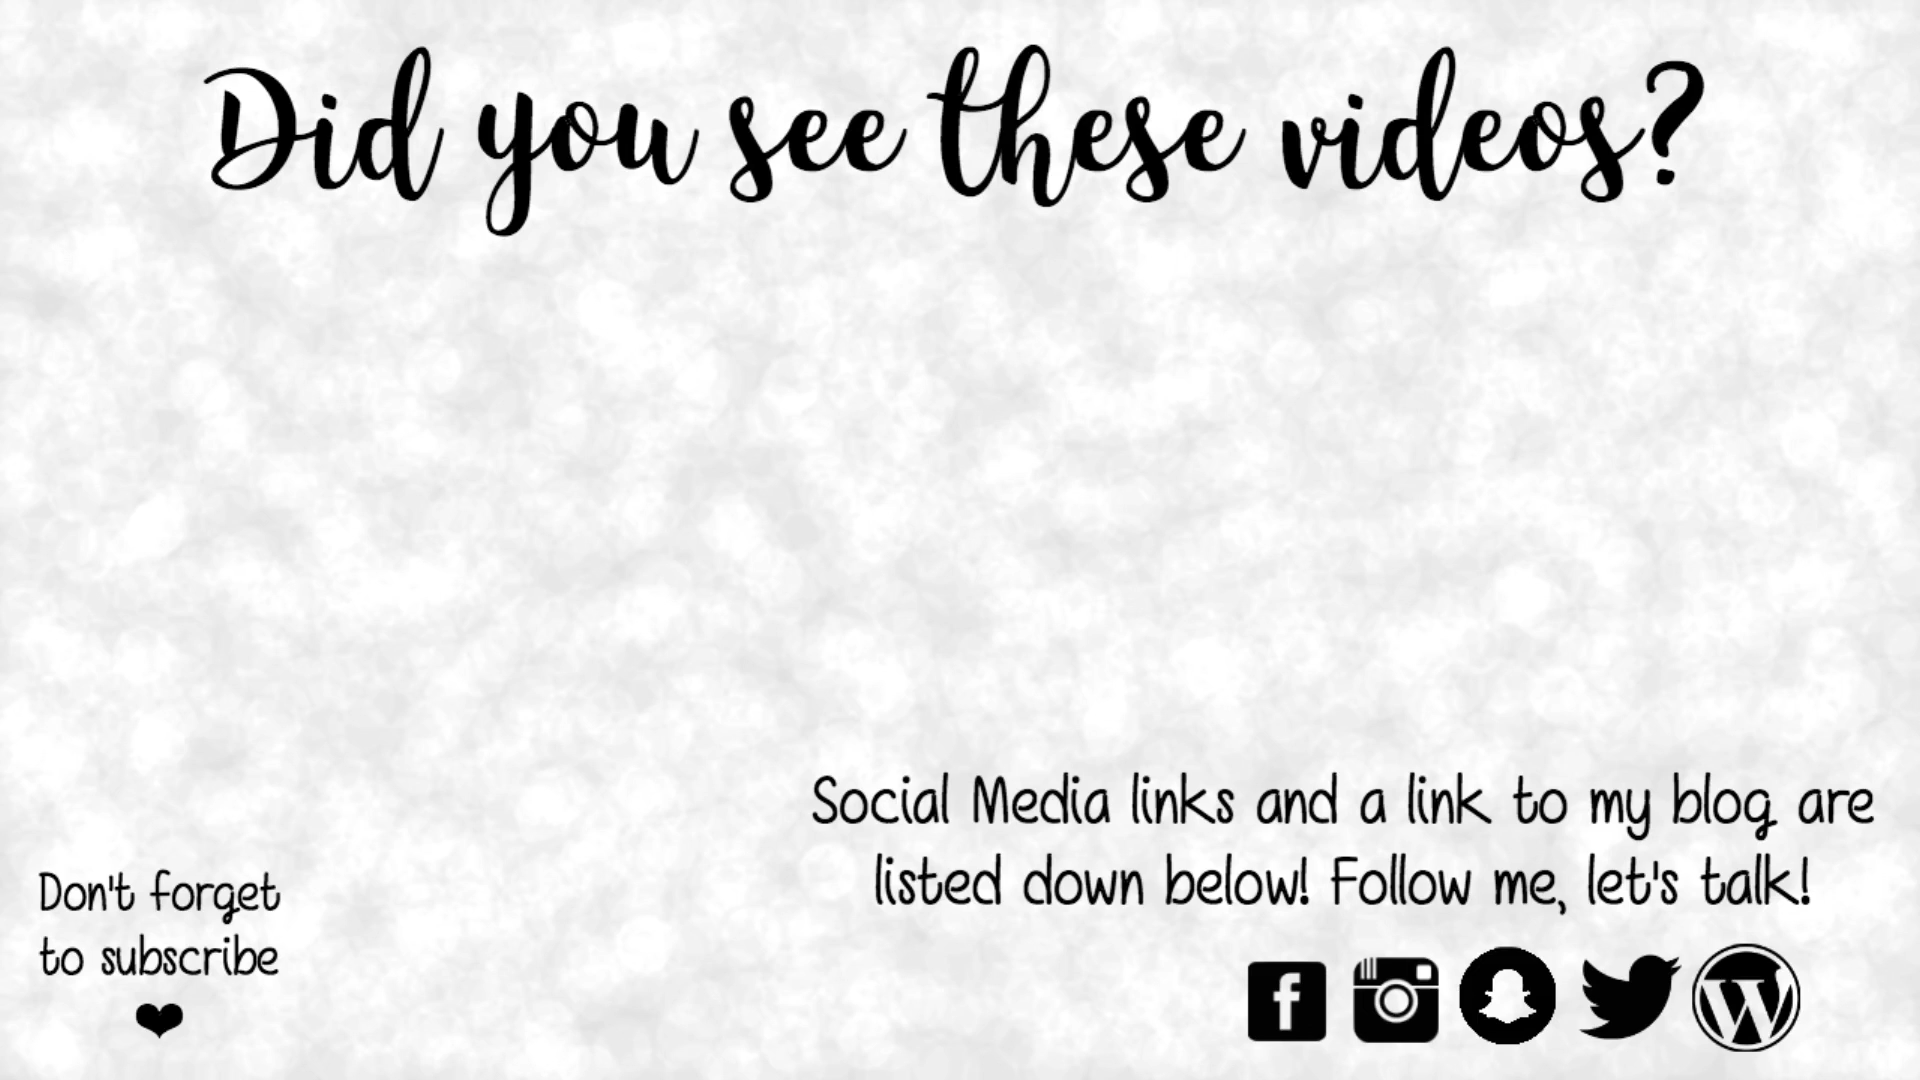 Did you see these videos?
Social Media links and a link to my blog are
listed down below! Follow me, let's talk!
Don't forget
to subscribe